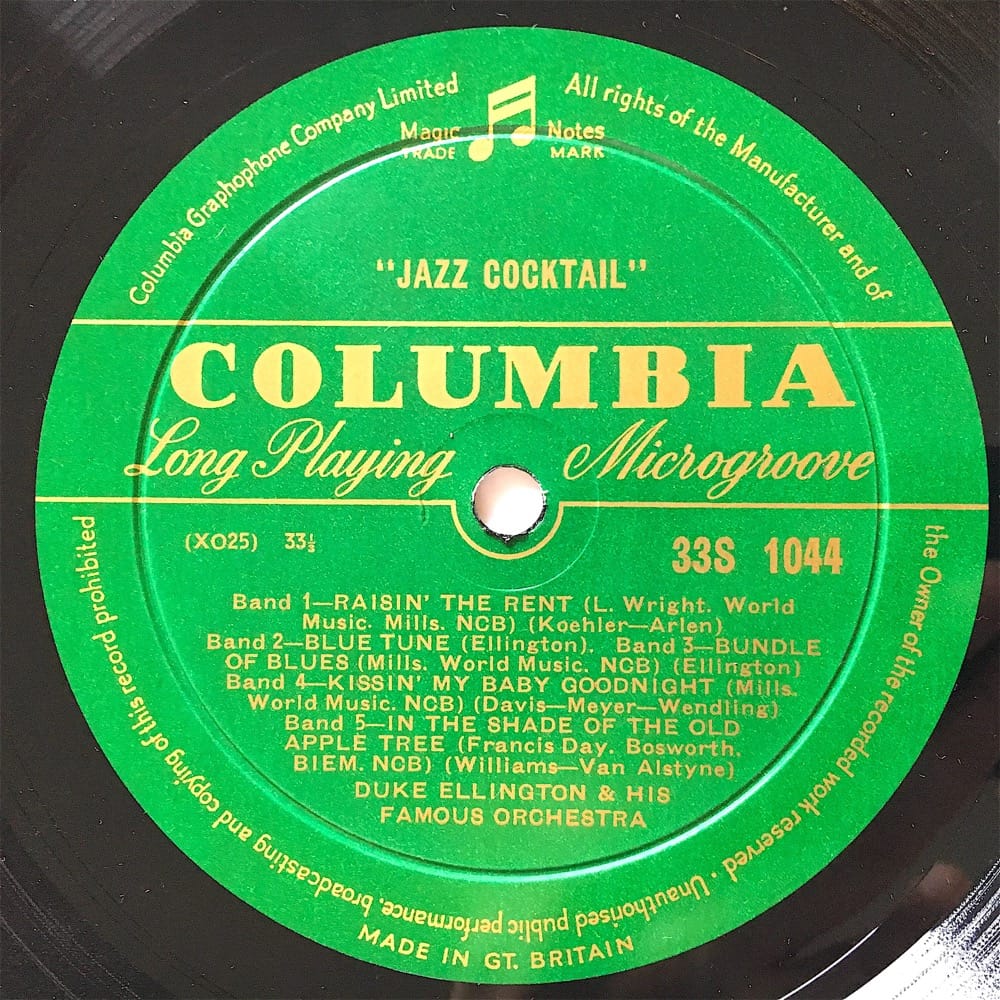 Columbia Graphophone Company Limited
All rights of the Manufacturer and of
the Owner of the recorded work reserved · Unauthorised public performance, broadcasting and copying of this record prohibited
Magic Notes
TRADE MARK
"JAZZ COCKTAIL"
COLUMBIA
Long Playing Microgroove
(XO25) 33⅓ 33S 1044
Band 1—RAISIN' THE RENT (L. Wright. World
Music. Mills. NCB) (Koehler—Arlen)
Band 2—BLUE TUNE (Ellington). Band 3—BUNDLE
OF BLUES (Mills. World Music. NCB) (Ellington)
Band 4—KISSIN' MY BABY GOODNIGHT (Mills.
World Music. NCB) (Davis—Meyer—Wendling)
Band 5—IN THE SHADE OF THE OLD
APPLE TREE (Francis Day. Bosworth.
BIEM. NCB) (Williams—Van Alstyne)
DUKE ELLINGTON & HIS
FAMOUS ORCHESTRA
MADE IN GT. BRITAIN